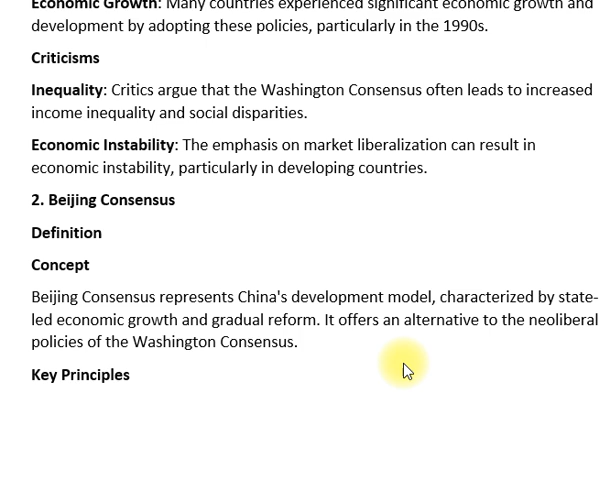 Economic Growth: Many countries experienced significant economic growth and
development by adopting these policies, particularly in the 1990s.
Criticisms
Inequality: Critics argue that the Washington Consensus often leads to increased
income inequality and social disparities.
Economic Instability: The emphasis on market liberalization can result in
economic instability, particularly in developing countries.
2. Beijing Consensus
Definition
Concept
Beijing Consensus represents China's development model, characterized by state-
led economic growth and gradual reform. It offers an alternative to the neoliberal
policies of the Washington Consensus.
Key Principles